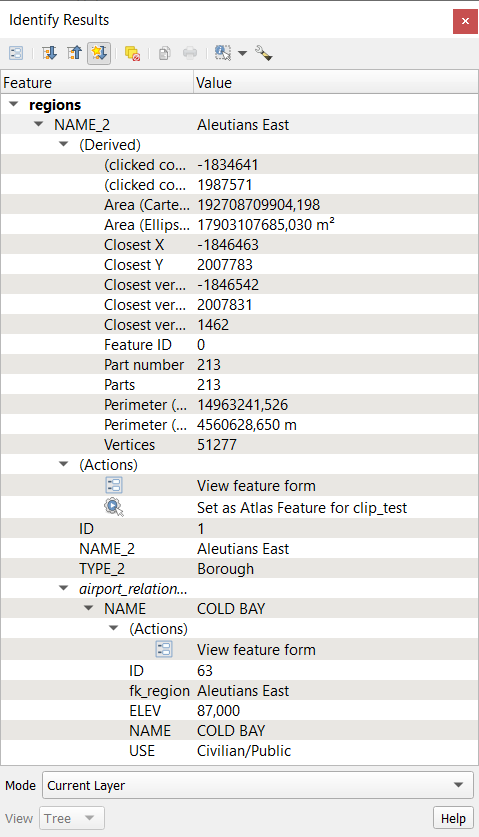 Identify Results
Feature Value
regions
NAME_2 Aleutians East
(Derived)
(clicked co... -1834641
(clicked co... 1987571
Area (Carte... 192708709904,198
Area (Ellips... 17903107685,030 m²
Closest X -1846463
Closest Y 2007783
Closest ver... -1846542
Closest ver... 2007831
Closest ver... 1462
Feature ID 0
Part number 213
Parts 213
Perimeter (... 14963241,526
Perimeter (... 4560628,650 m
Vertices 51277
(Actions)
View feature form
Set as Atlas Feature for clip_test
ID 1
NAME_2 Aleutians East
TYPE_2 Borough
airport_relation...
NAME COLD BAY
(Actions)
View feature form
ID 63
fk_region Aleutians East
ELEV 87,000
NAME COLD BAY
USE Civilian/Public
Mode Current Layer
View Tree Help